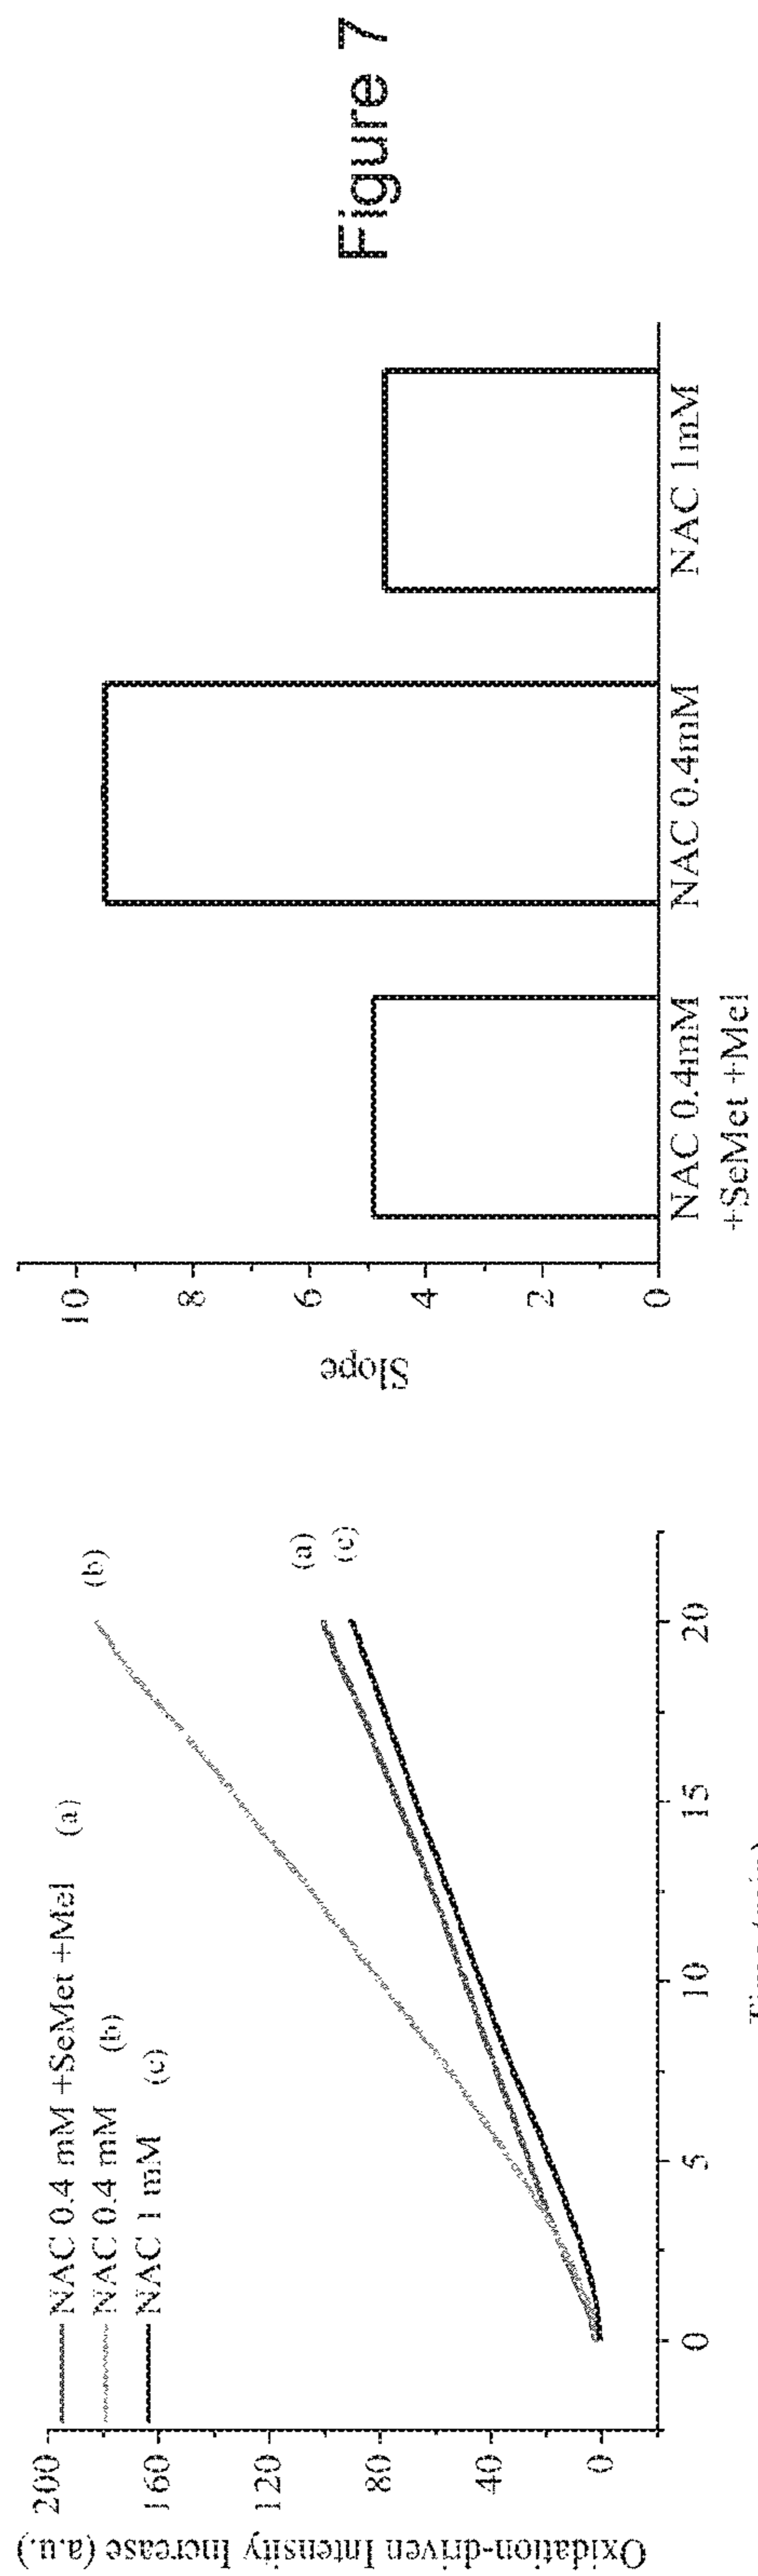 Figure 7
NAC 0.4 mM +SeMet +Mel (a)
NAC 0.4 mM (b)
NAC 1 mM (c)
Oxidation-driven Intensity Increase (a.u.)
200
160
120
80
40
0
(b)
(a)
(c)
0 5 10 15 20
Slope
10
8
6
4
2
0
NAC 0.4mM
+SeMet +Mel
NAC 0.4mM
NAC 1mM